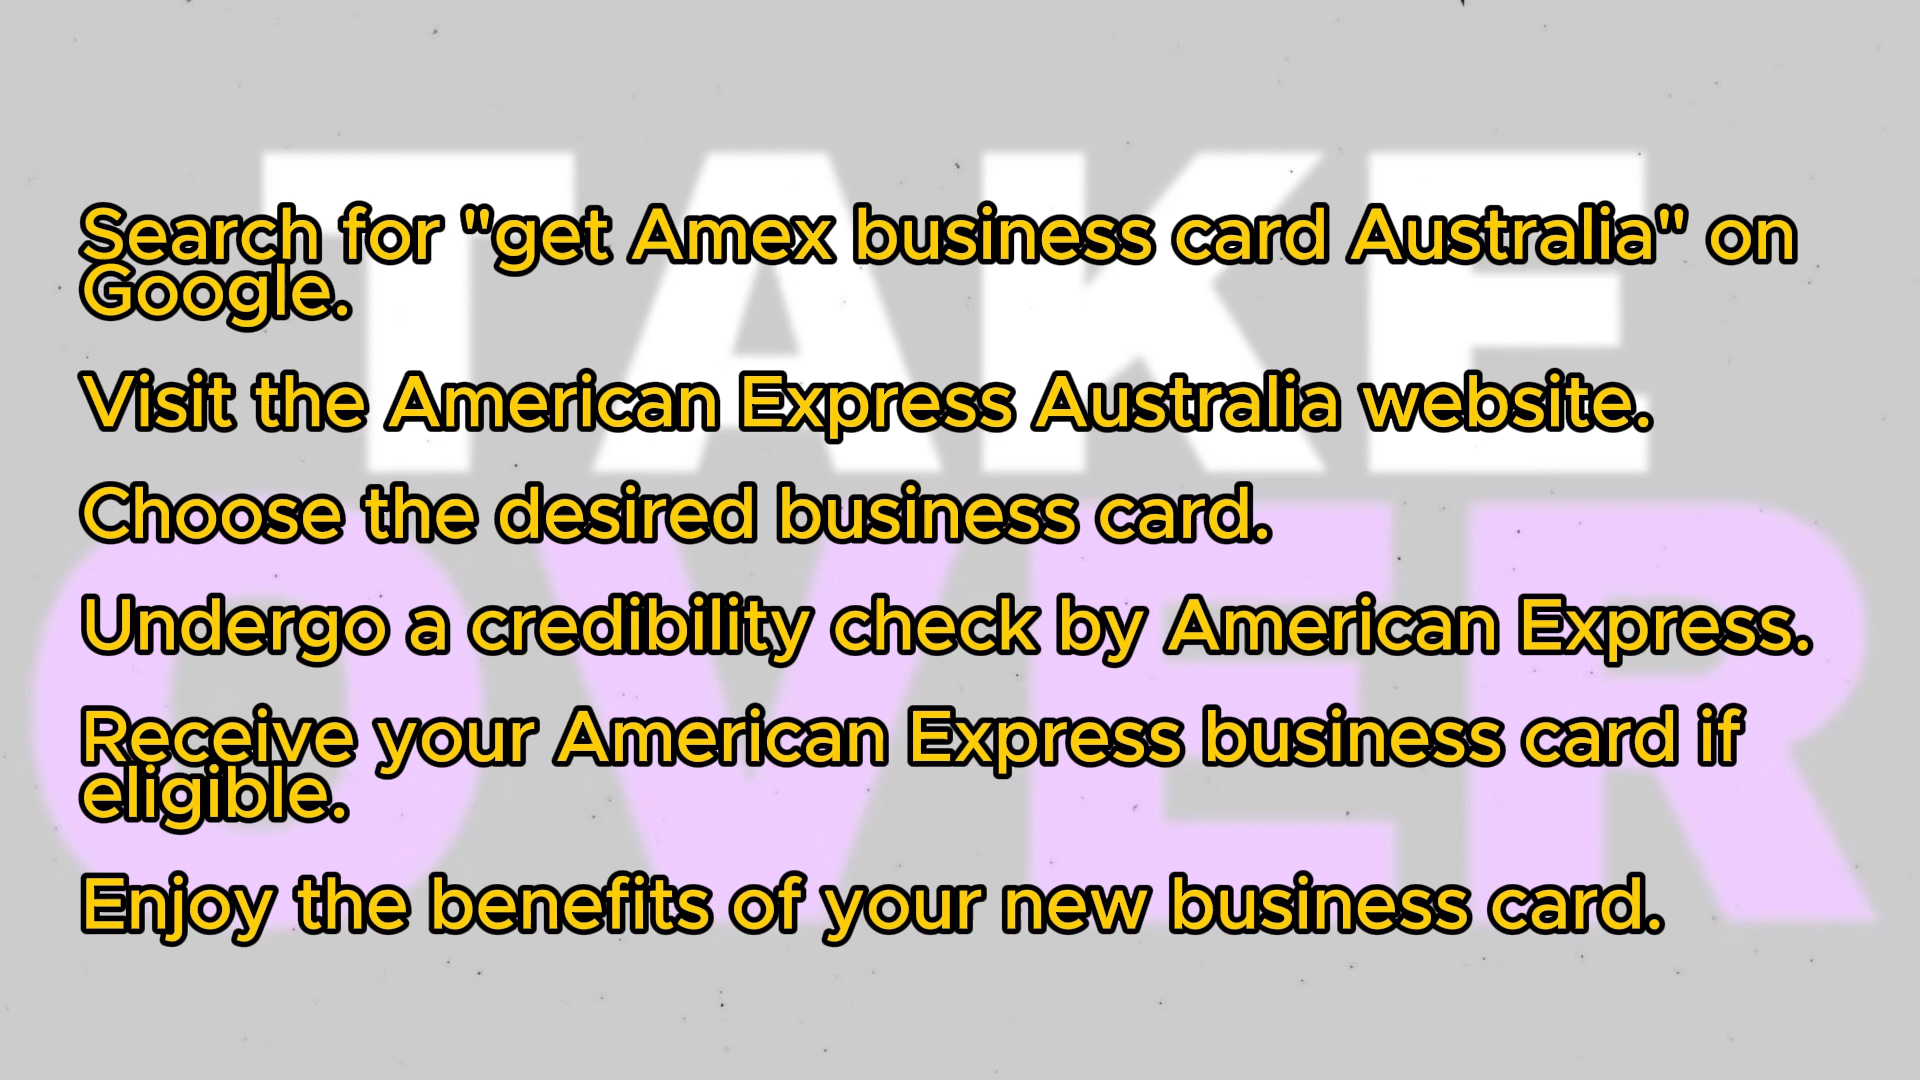 TAKE
OVER
Search for "get Amex business card Australia" on
Google.
Visit the American Express Australia website.
Choose the desired business card.
Undergo a credibility check by American Express.
Receive your American Express business card if
eligible.
Enjoy the benefits of your new business card.